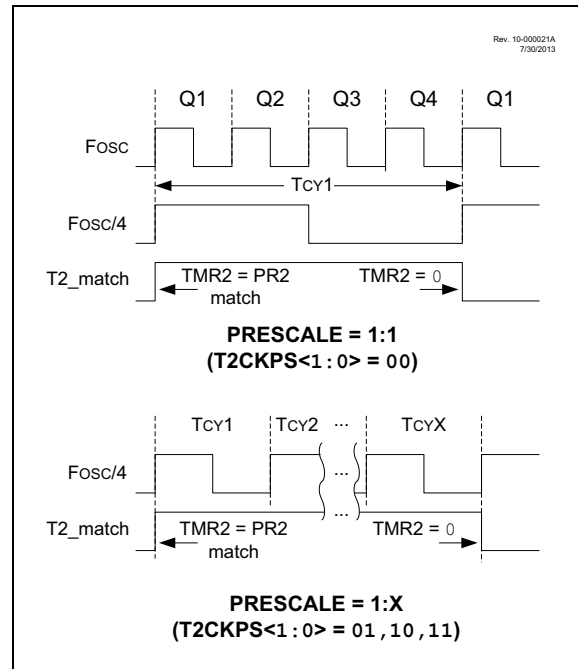 Rev. 10-000021A
7/30/2013
Q1 Q2 Q3 Q4 Q1
FOSC
TCY1
FOSC/4
T2_match
TMR2 = PR2
match
TMR2 = 0
PRESCALE = 1:1
(T2CKPS<1:0> = 00)
TCY1 TCY2 ... TCYX
FOSC/4
...
T2_match
...
TMR2 = PR2
match
TMR2 = 0
PRESCALE = 1:X
(T2CKPS<1:0> = 01,10,11)